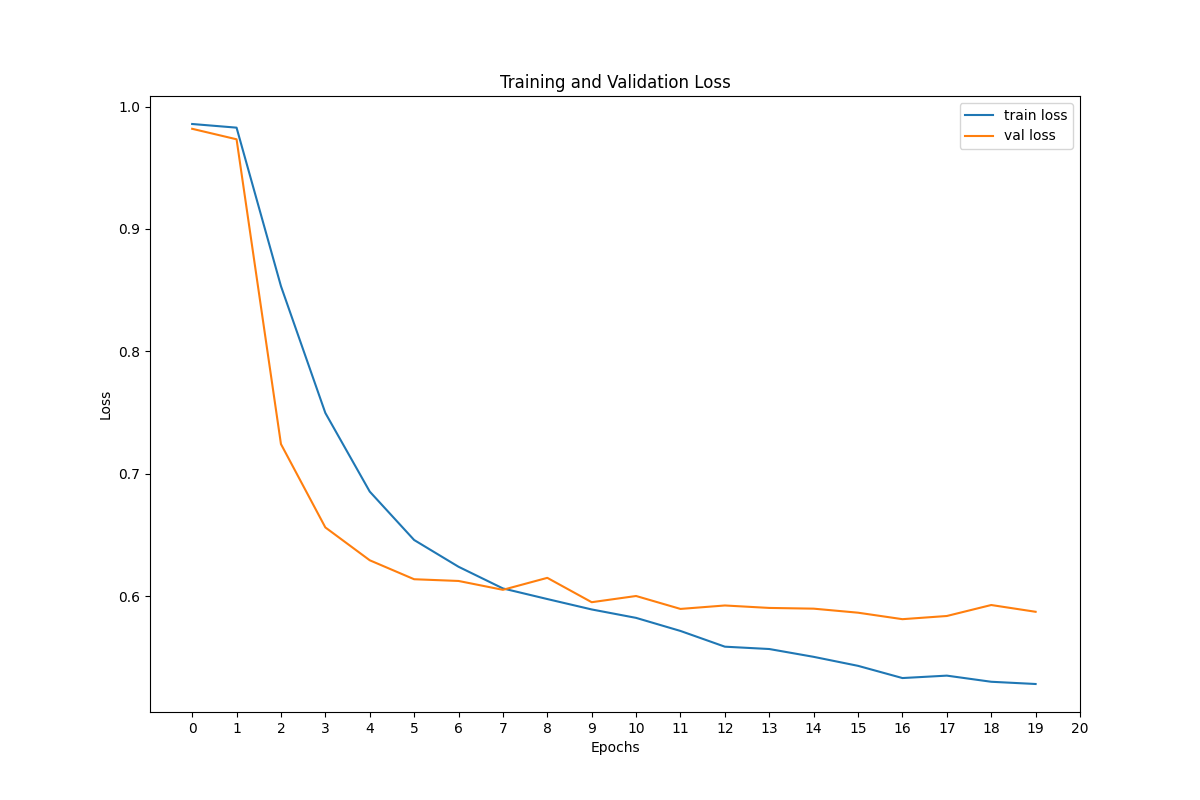 Training and Validation Loss
train loss
val loss
1.0
0.9
0.8
0.7
0.6
Loss
0 1 2 3 4 5 6 7 8 9 10 11 12 13 14 15 16 17 18 19 20
Epochs